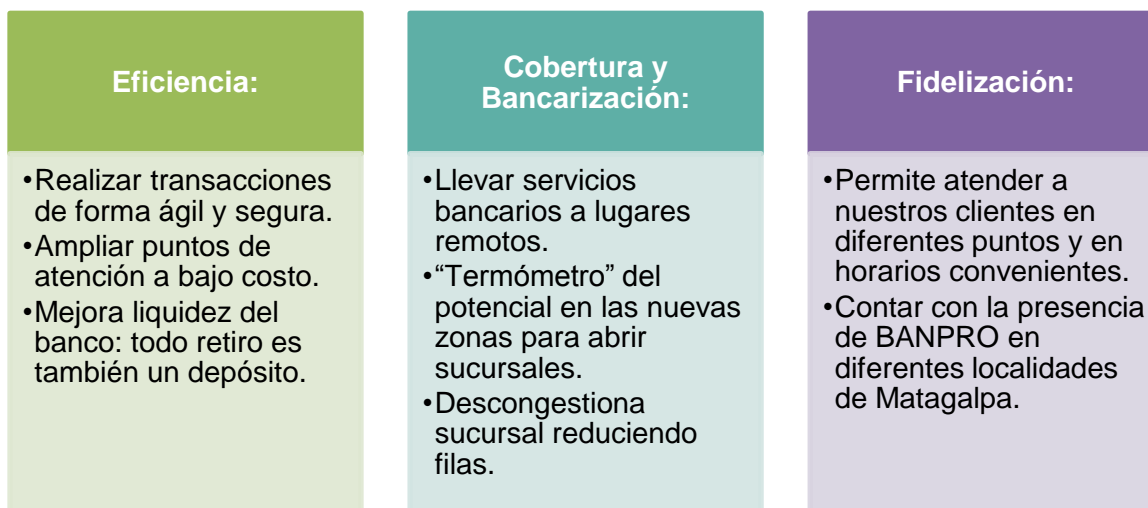 Eficiencia:
•Realizar transacciones
de forma ágil y segura.
•Ampliar puntos de
atención a bajo costo.
•Mejora liquidez del
banco: todo retiro es
también un depósito.
Cobertura y
Bancarización:
•Llevar servicios
bancarios a lugares
remotos.
•“Termómetro” del
potencial en las nuevas
zonas para abrir
sucursales.
•Descongestiona
sucursal reduciendo
filas.
Fidelización:
•Permite atender a
nuestros clientes en
diferentes puntos y en
horarios convenientes.
•Contar con la presencia
de BANPRO en
diferentes localidades
de Matagalpa.